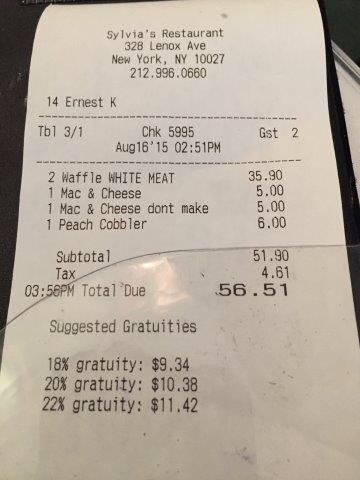 Sylvia's Restaurant
328 Lenox Ave
New York, NY 10027
212.996.0660
14 Ernest K
Tbl 3/1 Chk 5995 Gst 2
Aug16'15 02:51PM
2 Waffle WHITE MEAT 35.90
1 Mac & Cheese 5.00
1 Mac & Cheese dont make 5.00
1 Peach Cobbler 6.00
Subtotal 51.90
Tax 4.61
03:56PM Total Due 56.51
Suggested Gratuities
18% gratuity: $9.34
20% gratuity: $10.38
22% gratuity: $11.42